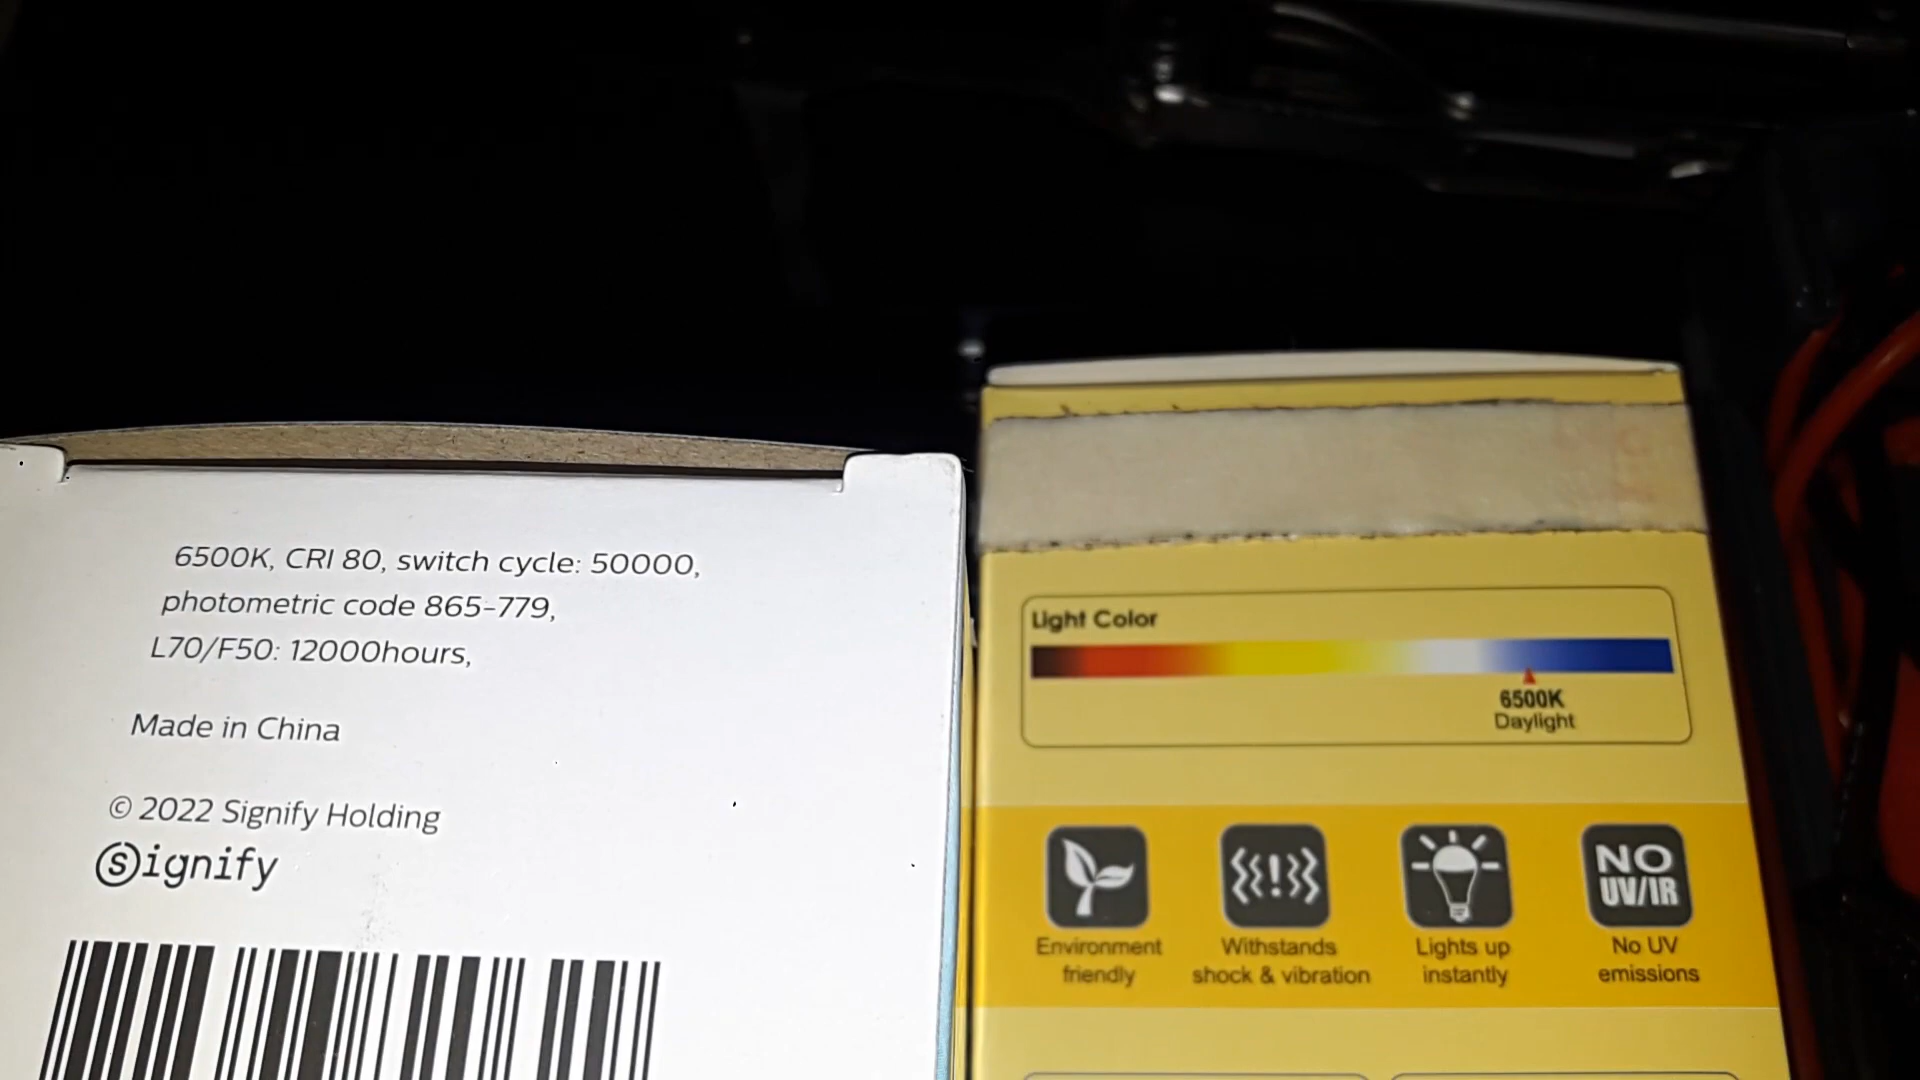 6500K, CRI 80, switch cycle: 50000,
photometric code 865-779,
L70/F50: 12000hours,
Made in China
© 2022 Signify Holding
Signify
Light Color
6500K
Daylight
NO
UV/IR
Environment
friendly
Withstands
shock & vibration
Lights up
instantly
No UV
emissions